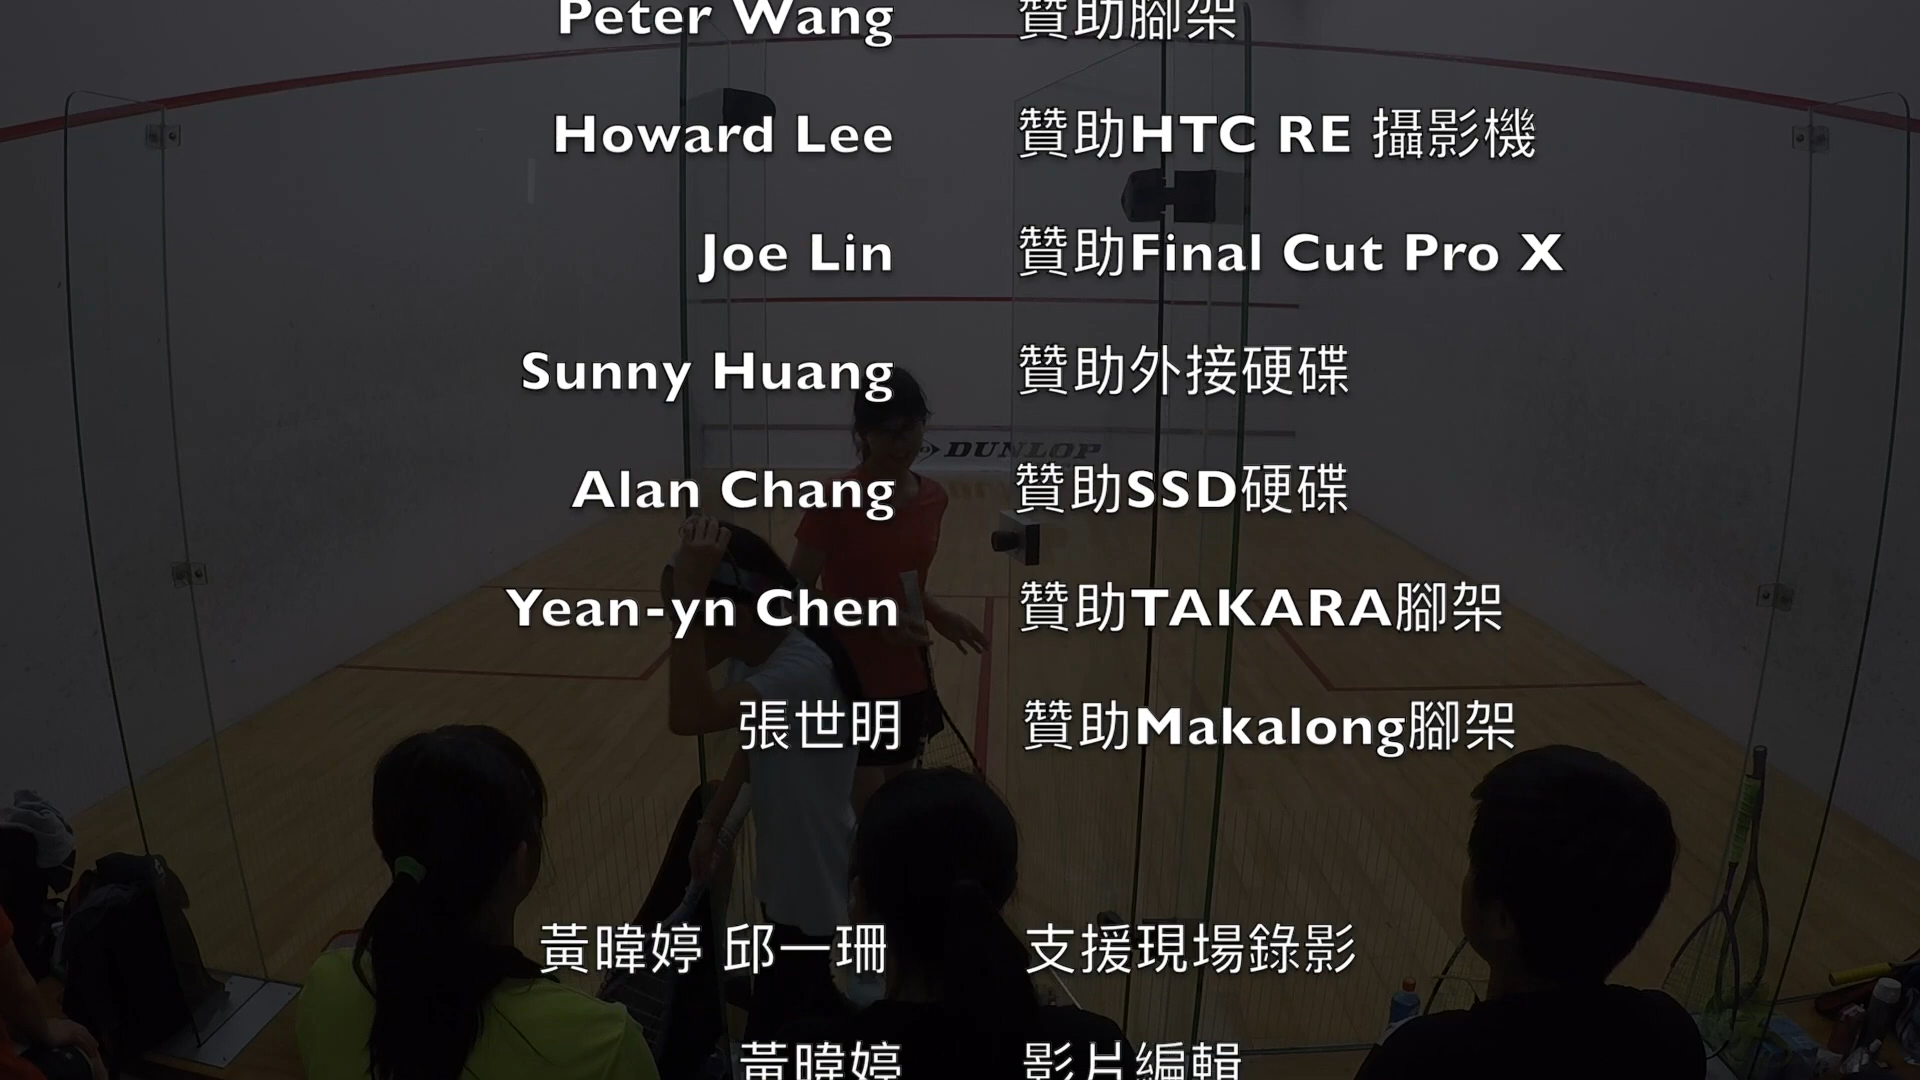 Peter Wang 贊助腳架
Howard Lee 贊助HTC RE 攝影機
Joe Lin 贊助Final Cut Pro X
Sunny Huang 贊助外接硬碟
DUNLOP
Alan Chang 贊助SSD硬碟
Yean-yn Chen 贊助TAKARA腳架
張世明 贊助Makalong腳架
黃暐婷 邱一珊 支援現場錄影
黃暐婷 影片編輯